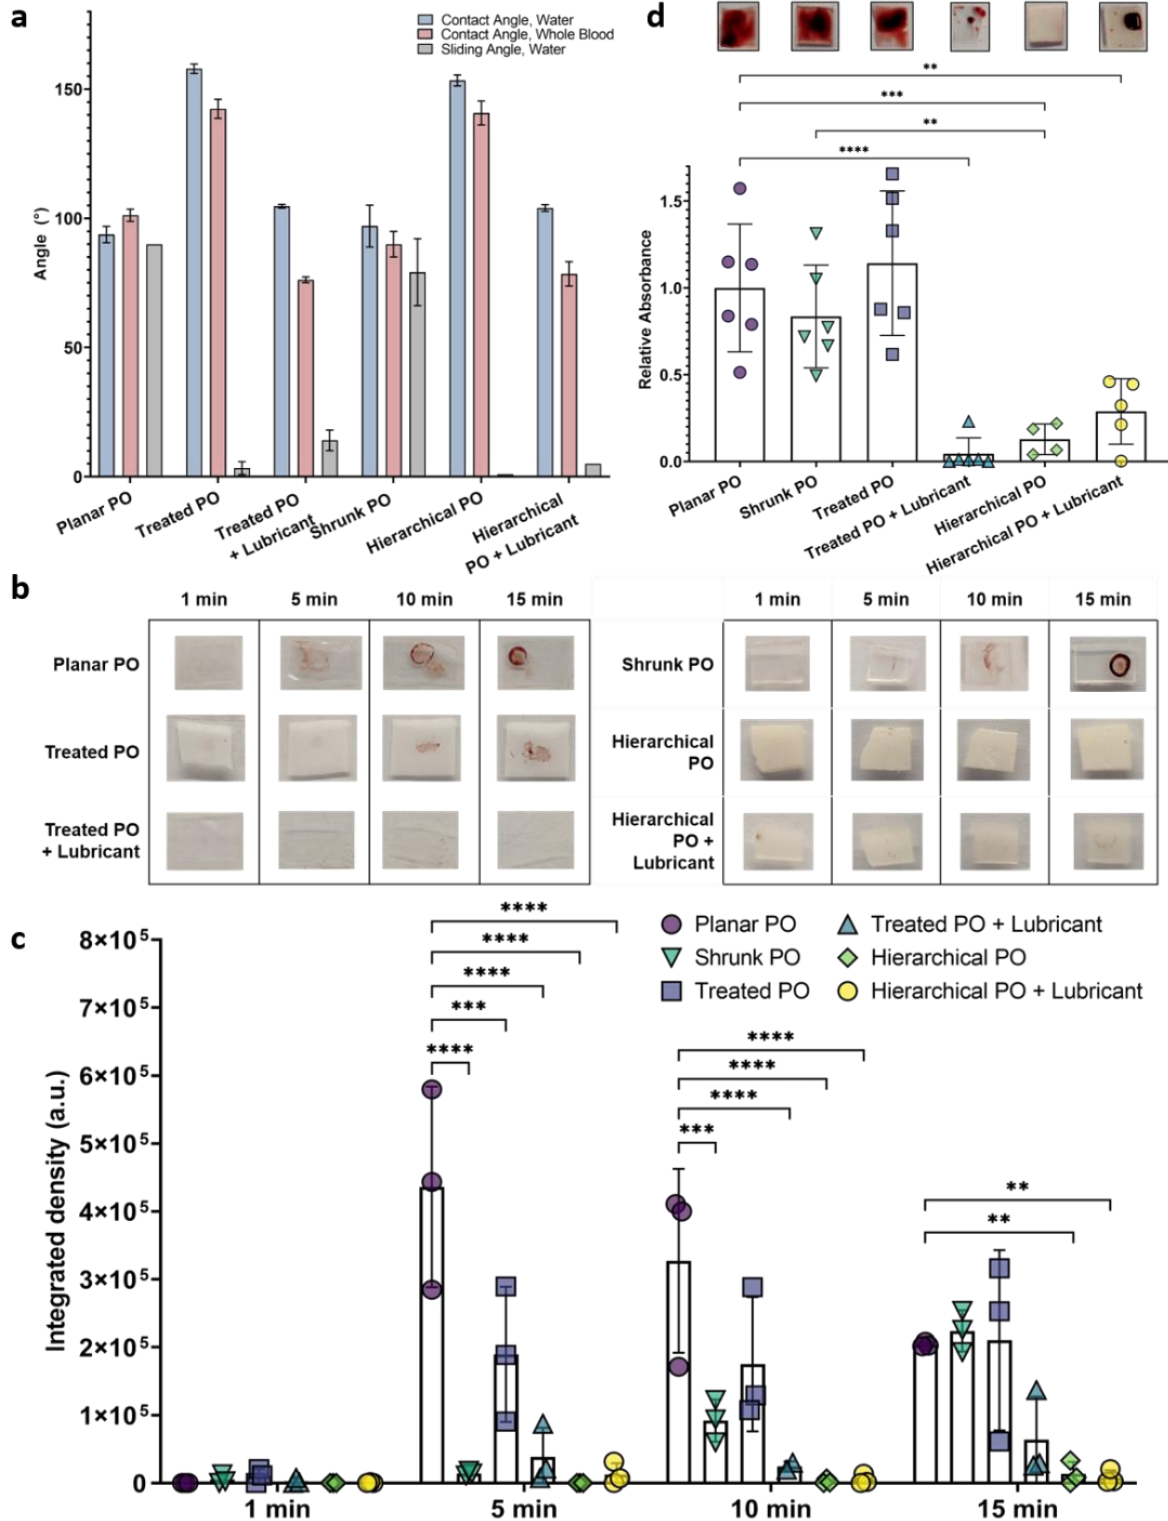 a
Contact Angle, Water
Contact Angle, Whole Blood
Sliding Angle, Water
Angle (°)
150
100
50
0
Planar PO
Treated PO
Treated PO
+ Lubricant
Shrunk PO
Hierarchical PO
Hierarchical
PO + Lubricant
d
**
***
**
****
Relative Absorbance
1.5
1.0
0.5
0.0
Planar PO
Shrunk PO
Treated PO
Treated PO + Lubricant
Hierarchical PO
Hierarchical PO + Lubricant
b
1 min 5 min 10 min 15 min
Planar PO
Treated PO
Treated PO
+ Lubricant
1 min 5 min 10 min 15 min
Shrunk PO
Hierarchical
PO
Hierarchical
PO +
Lubricant
c
Planar PO
Shrunk PO
Treated PO
Treated PO + Lubricant
Hierarchical PO
Hierarchical PO + Lubricant
Integrated density (a.u.)
8×10⁵
7×10⁵
6×10⁵
5×10⁵
4×10⁵
3×10⁵
2×10⁵
1×10⁵
0
****
****
****
***
****
****
****
****
***
**
**
1 min 5 min 10 min 15 min